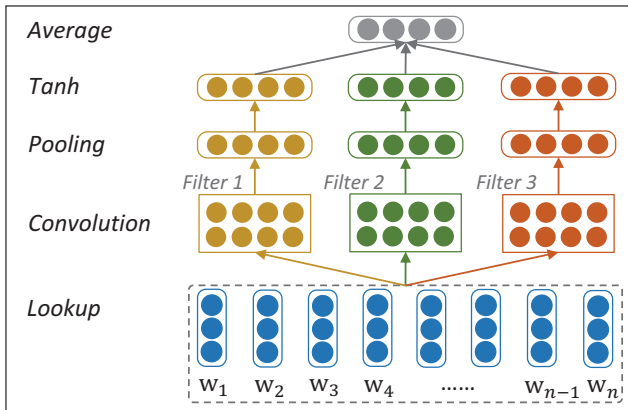 Average
Tanh
Pooling
Filter 1 Filter 2 Filter 3
Convolution
Lookup
w₁ w₂ w₃ w₄ ...... wₙ₋₁ wₙ